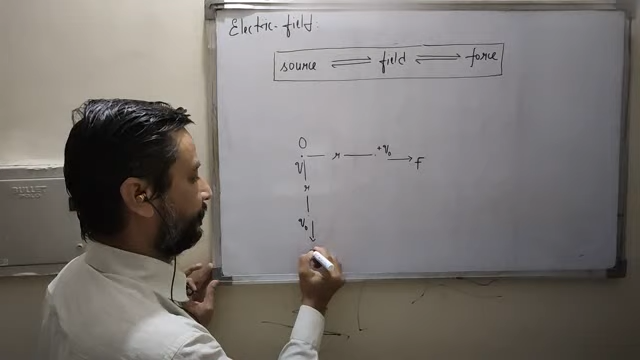 Electric field.
source ⇌ field ⇌ force
O
q — r — +q₀ → F
r
q₀ ↓